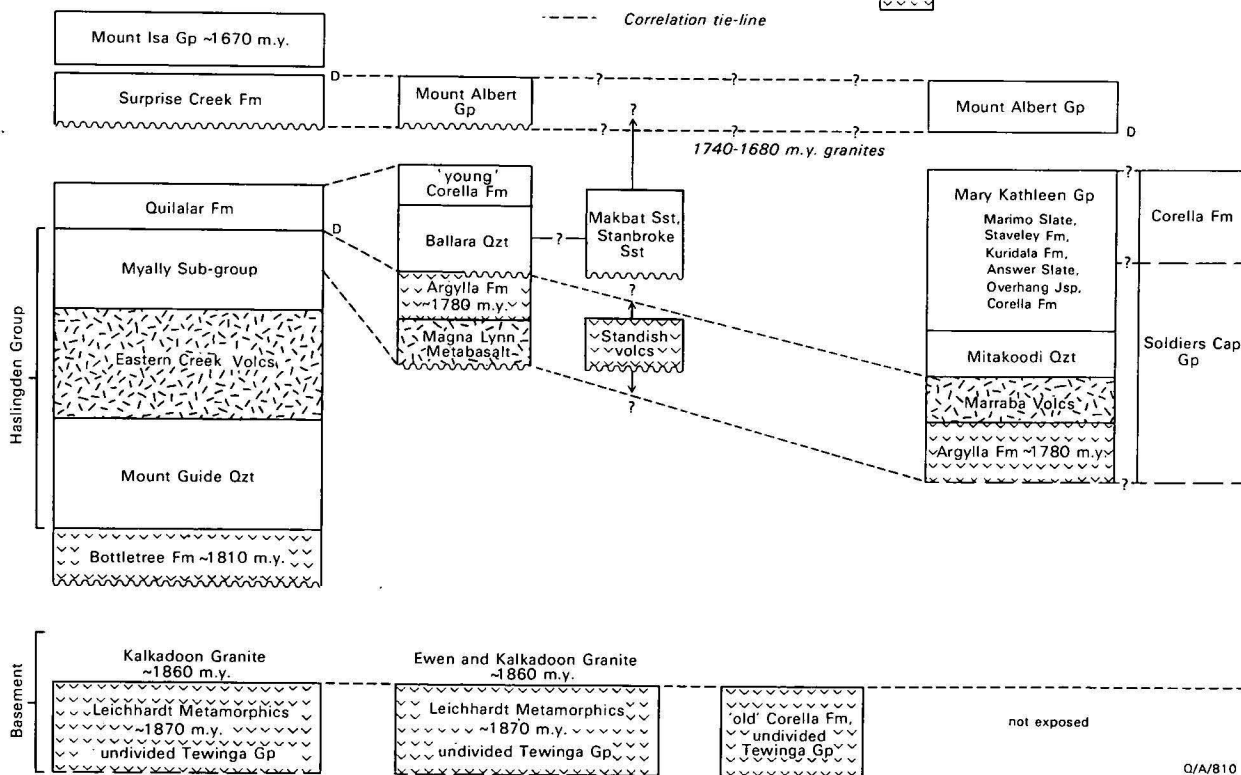 Correlation tie-line
Mount Isa Gp ~1670 m.y.
Surprise Creek Fm
D
?
?
?
Mount Albert
Gp
?
?
?
?
Mount Albert Gp
D
1740-1680 m.y. granites
Quilalar Fm
D
Myally Sub-group
Eastern Creek Volcs
Mount Guide Qzt
Bottletree Fm ~1810 m.y.
Haslingden Group
'young'
Corella Fm
Ballara Qzt
?
Argylla Fm
~1780 m.y.
Magna Lynn
Metabasalt
Makbat Sst,
Stanbroke
Sst
?
Standish
volcs
?
Mary Kathleen Gp
Marimo Slate,
Staveley Fm,
Kuridala Fm,
Answer Slate,
Overhang Jsp,
Corella Fm
Mitakoodi Qzt
Marraba Volcs
Argylla Fm ~1780 m.y.
?
?
?
Corella Fm
Soldiers Cap
Gp
Basement
Kalkadoon Granite
~1860 m.y.
Leichhardt Metamorphics
~1870 m.y.
undivided Tewinga Gp
Ewen and Kalkadoon Granite
~1860 m.y.
Leichhardt Metamorphics
~1870 m.y.
undivided Tewinga Gp
'old' Corella Fm,
undivided
Tewinga Gp
not exposed
Q/A/810